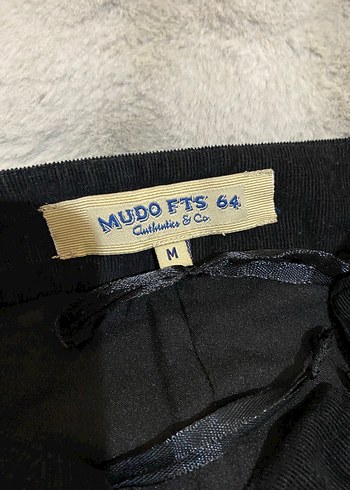 MUDO FTS 64
Authentics & Co.
M